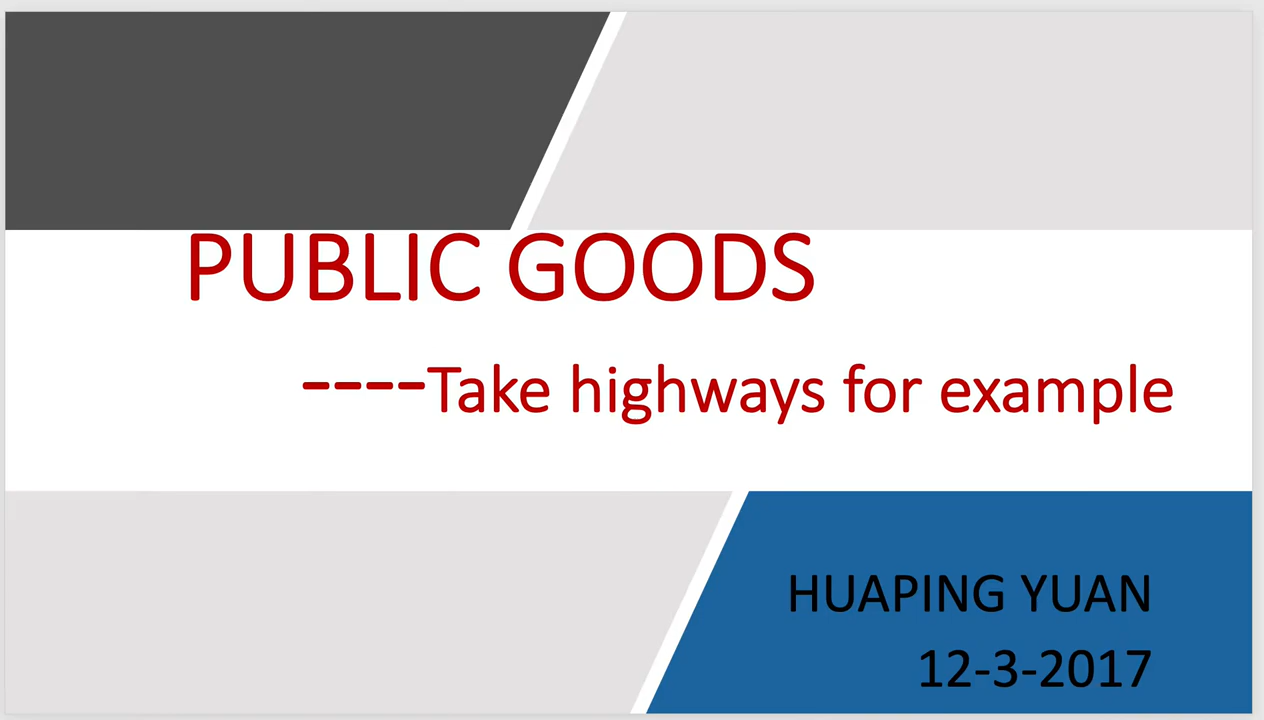 PUBLIC GOODS
----Take highways for example
HUAPING YUAN
12-3-2017